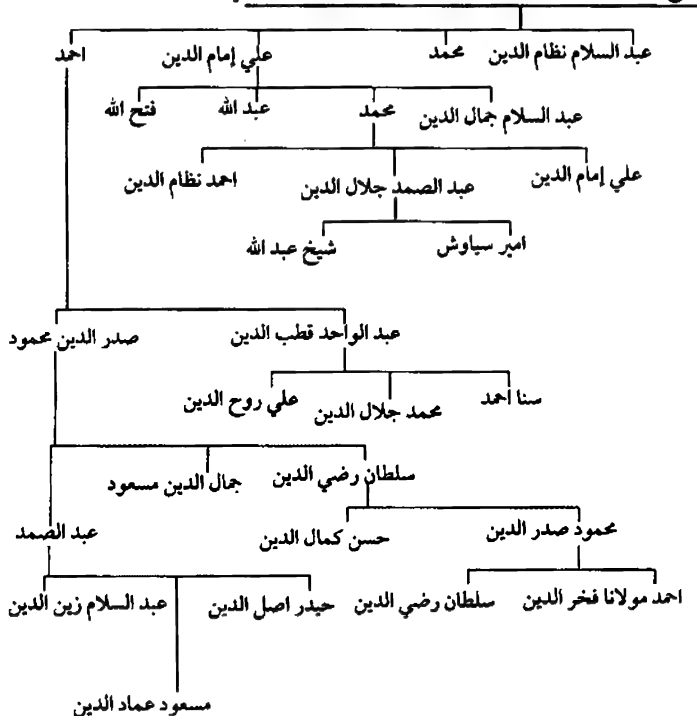 عبد السلام نظام الدين محمد علي إمام الدين احمد
عبد السلام جمال الدين محمد عبد الله فتح الله
علي إمام الدين عبد الصمد جلال الدين احمد نظام الدين
امير سياوش شيخ عبد الله
عبد الواحد قطب الدين صدر الدين محمود
سنا احمد محمد جلال الدين علي روح الدين
سلطان رضي الدين جمال الدين مسعود
محمود صدر الدين حسن كمال الدين عبد الصمد
احمد مولانا فخر الدين سلطان رضي الدين حيدر اصل الدين عبد السلام زين الدين
مسعود عماد الدين